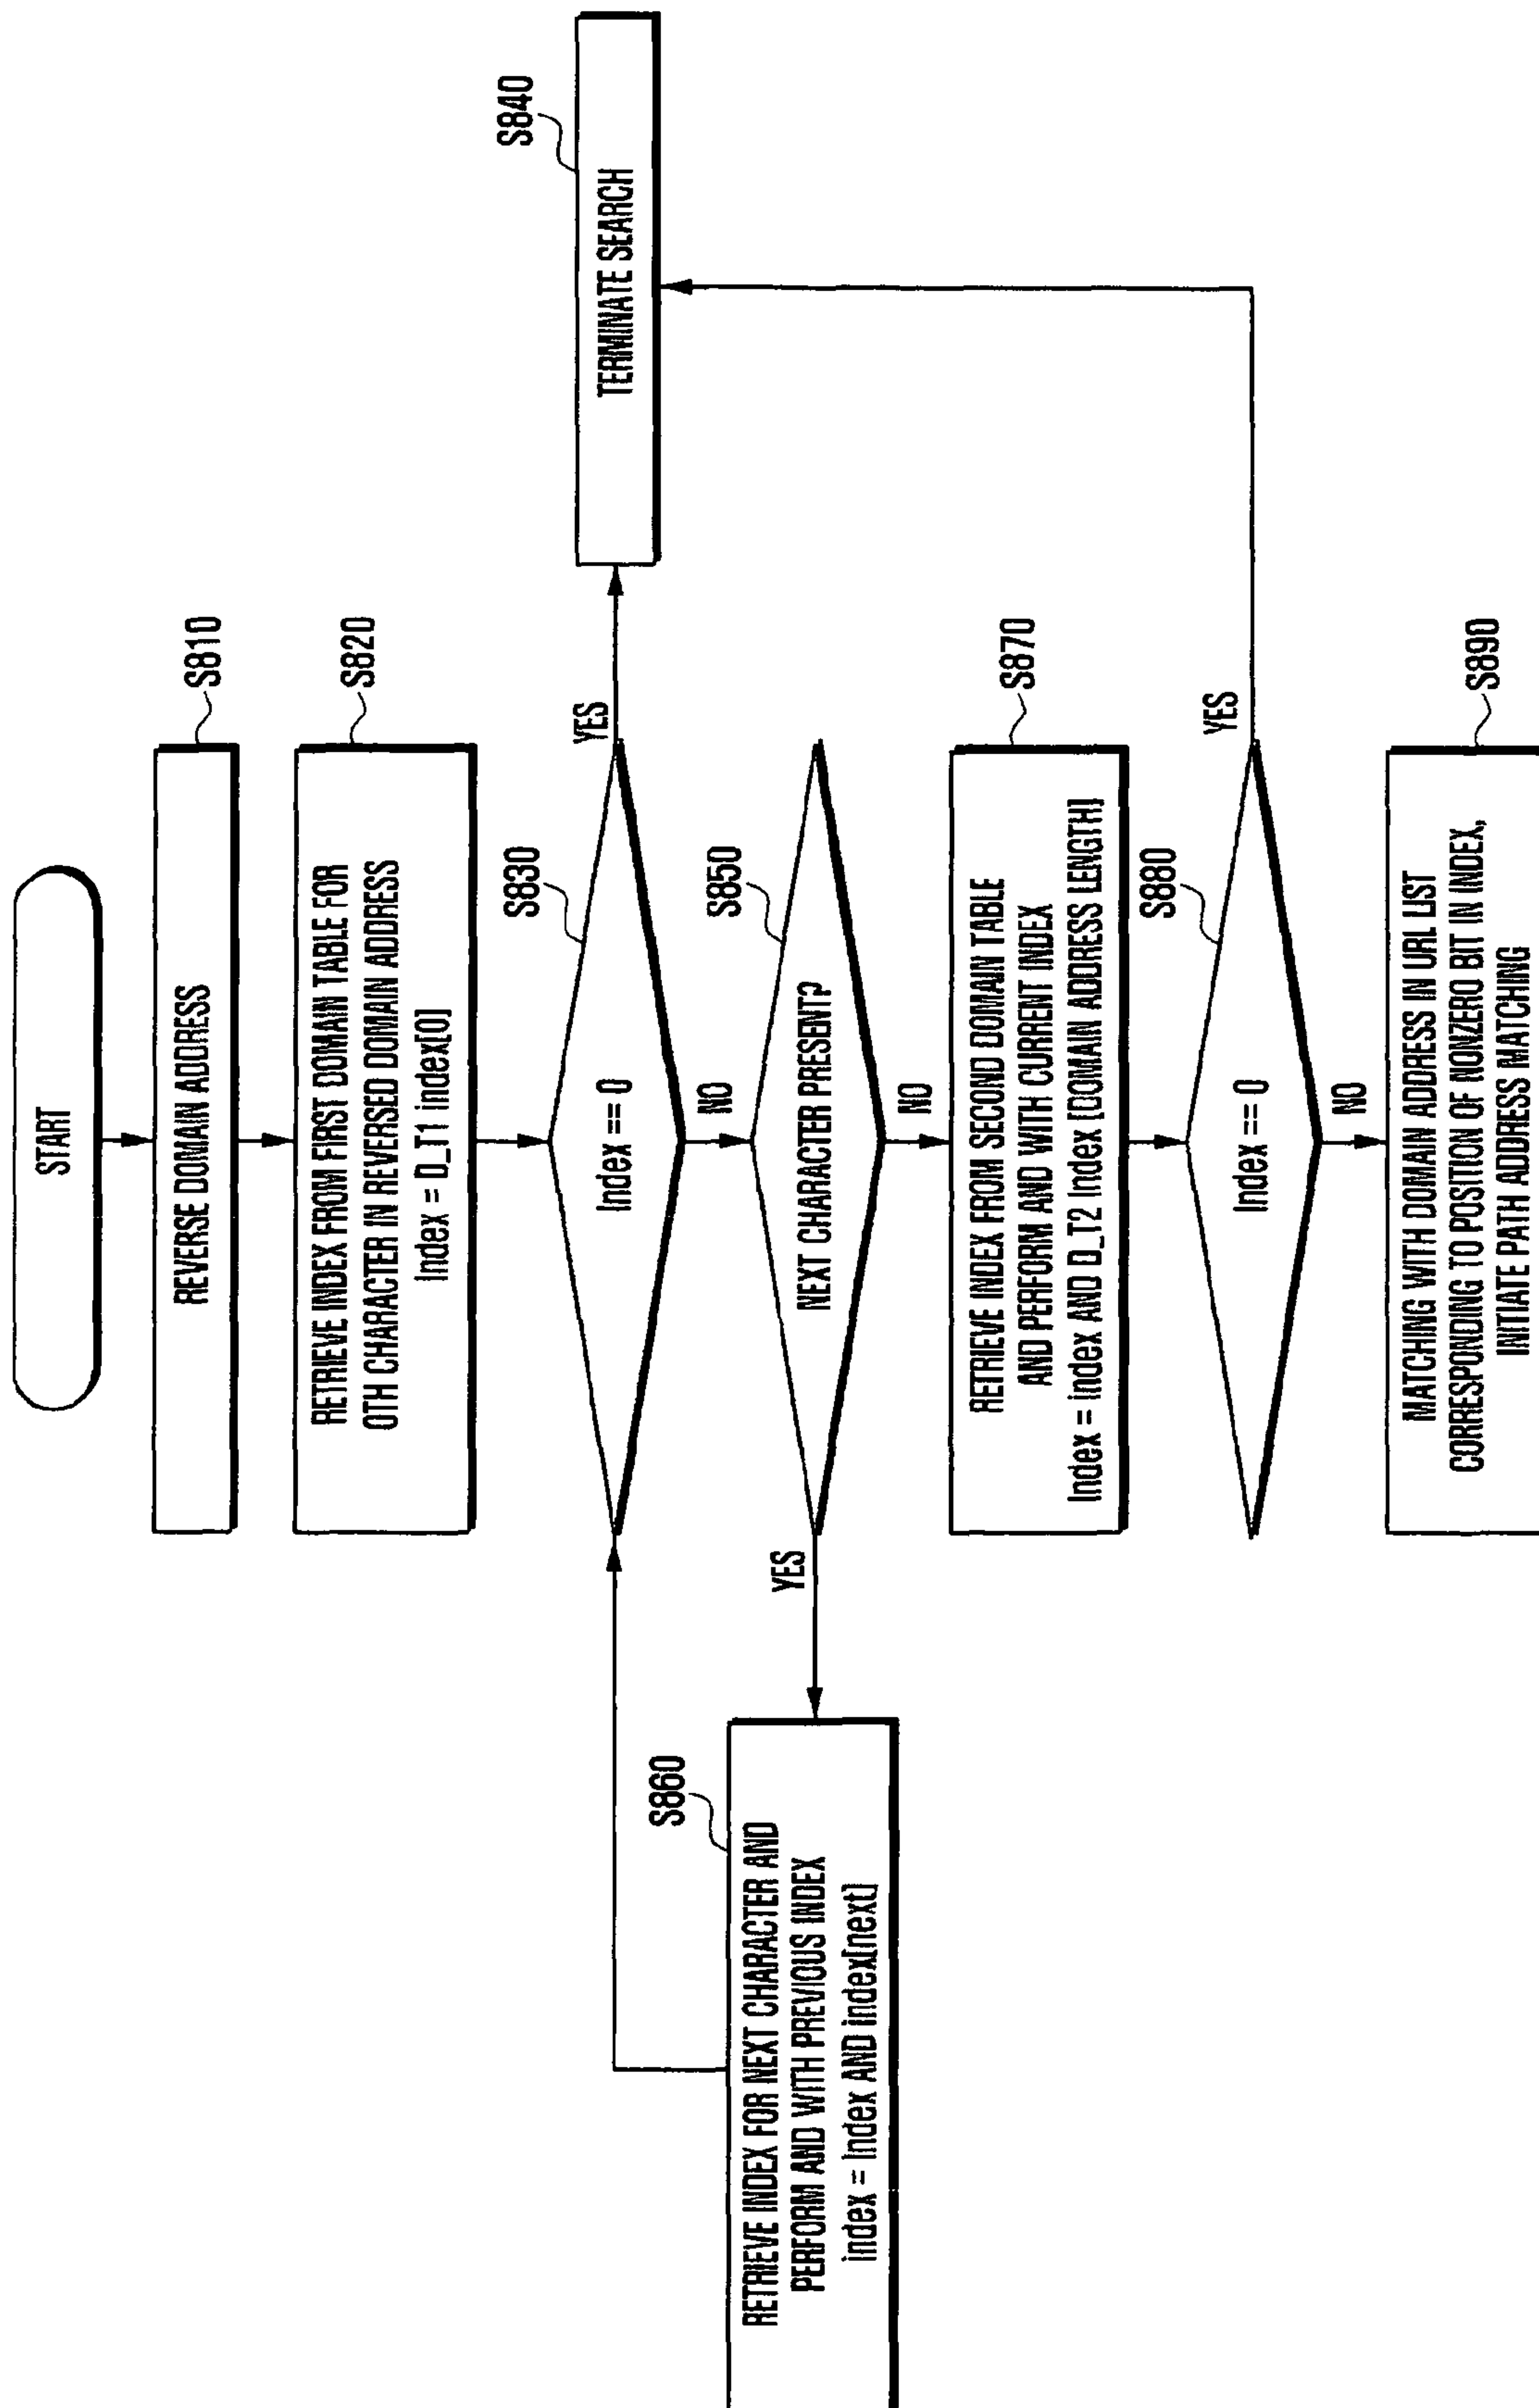 START
S810
REVERSE DOMAIN ADDRESS
S820
RETRIEVE INDEX FROM FIRST DOMAIN TABLE FOR
0TH CHARACTER IN REVERSED DOMAIN ADDRESS
Index = D_T1 index[0]
S830
Index == 0
YES
S840
TERMINATE SEARCH
NO
S850
NEXT CHARACTER PRESENT?
YES
S860
RETRIEVE INDEX FOR NEXT CHARACTER AND
PERFORM AND WITH PREVIOUS INDEX
index = Index AND index[next]
NO
S870
RETRIEVE INDEX FROM SECOND DOMAIN TABLE
AND PERFORM AND WITH CURRENT INDEX
Index = Index AND D_T2 Index [DOMAIN ADDRESS LENGTH]
S880
Index == 0
YES
NO
S890
MATCHING WITH DOMAIN ADDRESS IN URL LIST
CORRESPONDING TO POSITION OF NONZERO BIT IN INDEX,
INITIATE PATH ADDRESS MATCHING